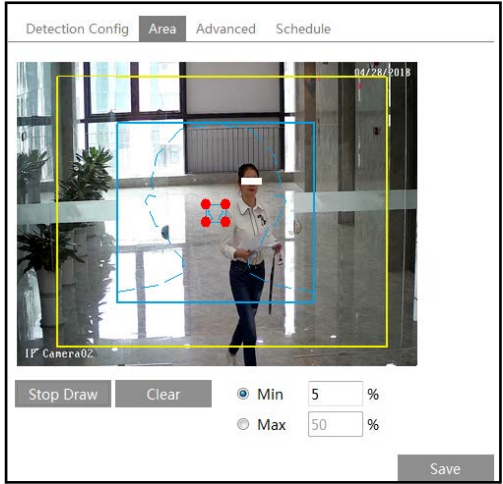 Detection Config Area Advanced Schedule
04/28/2018
IP Camera02
Stop Draw Clear Min 5 %
Max 50 %
Save